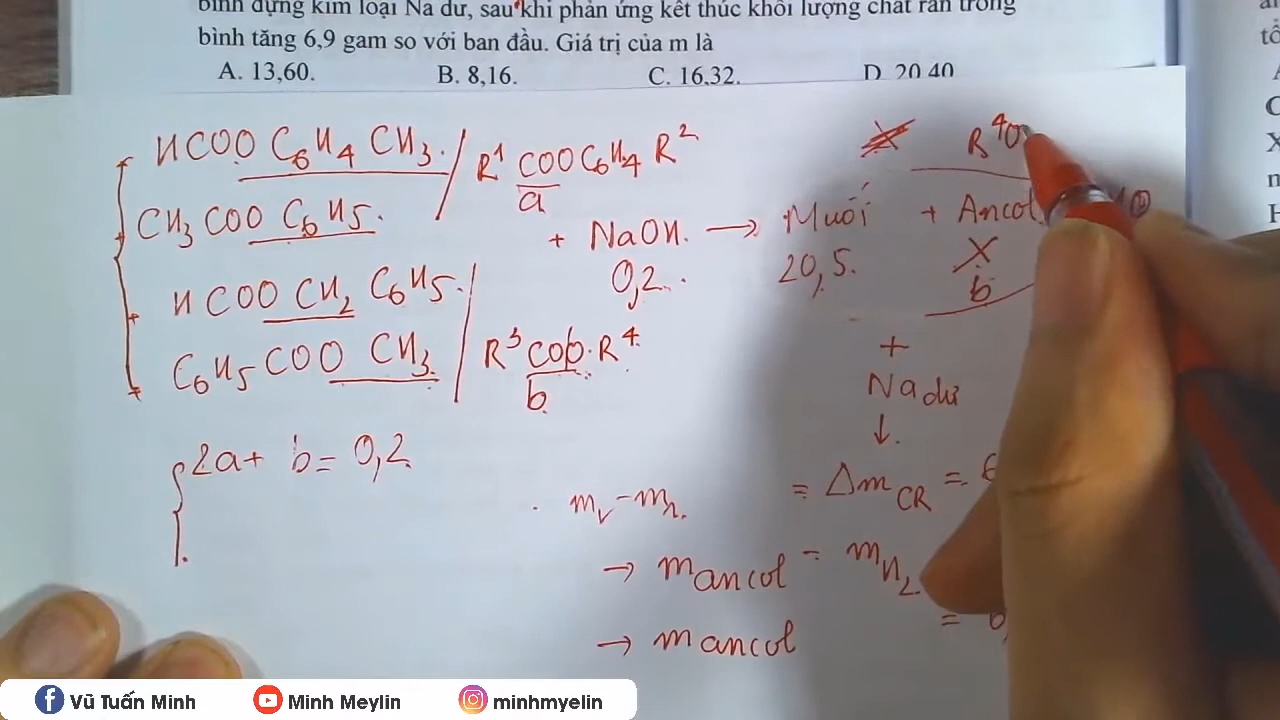 bình đựng kim loại Na dư, sau khi phản ứng kết thúc khối lượng chất rắn trong
bình tăng 6,9 gam so với ban đầu. Giá trị của m là
A. 13,60. B. 8,16. C. 16,32. D. 20,40
HCOO C6H4 CH3. / R¹ COO C6H4 R²
a
CH3 COO C6H5.
+ NaOH. → Muối + Ancol
0,2. 20,5. X
b
HCOO CH2 C6H5.
C6H5 COO CH3. / R³ COO. R⁴
b
R⁴O
+
Na dư
↓.
2a + b = 0,2
mv - mr. = Δm CR =
→ m ancol - mH2
→ m ancol =
Vũ Tuấn Minh
Minh Meylin
minhmyelin